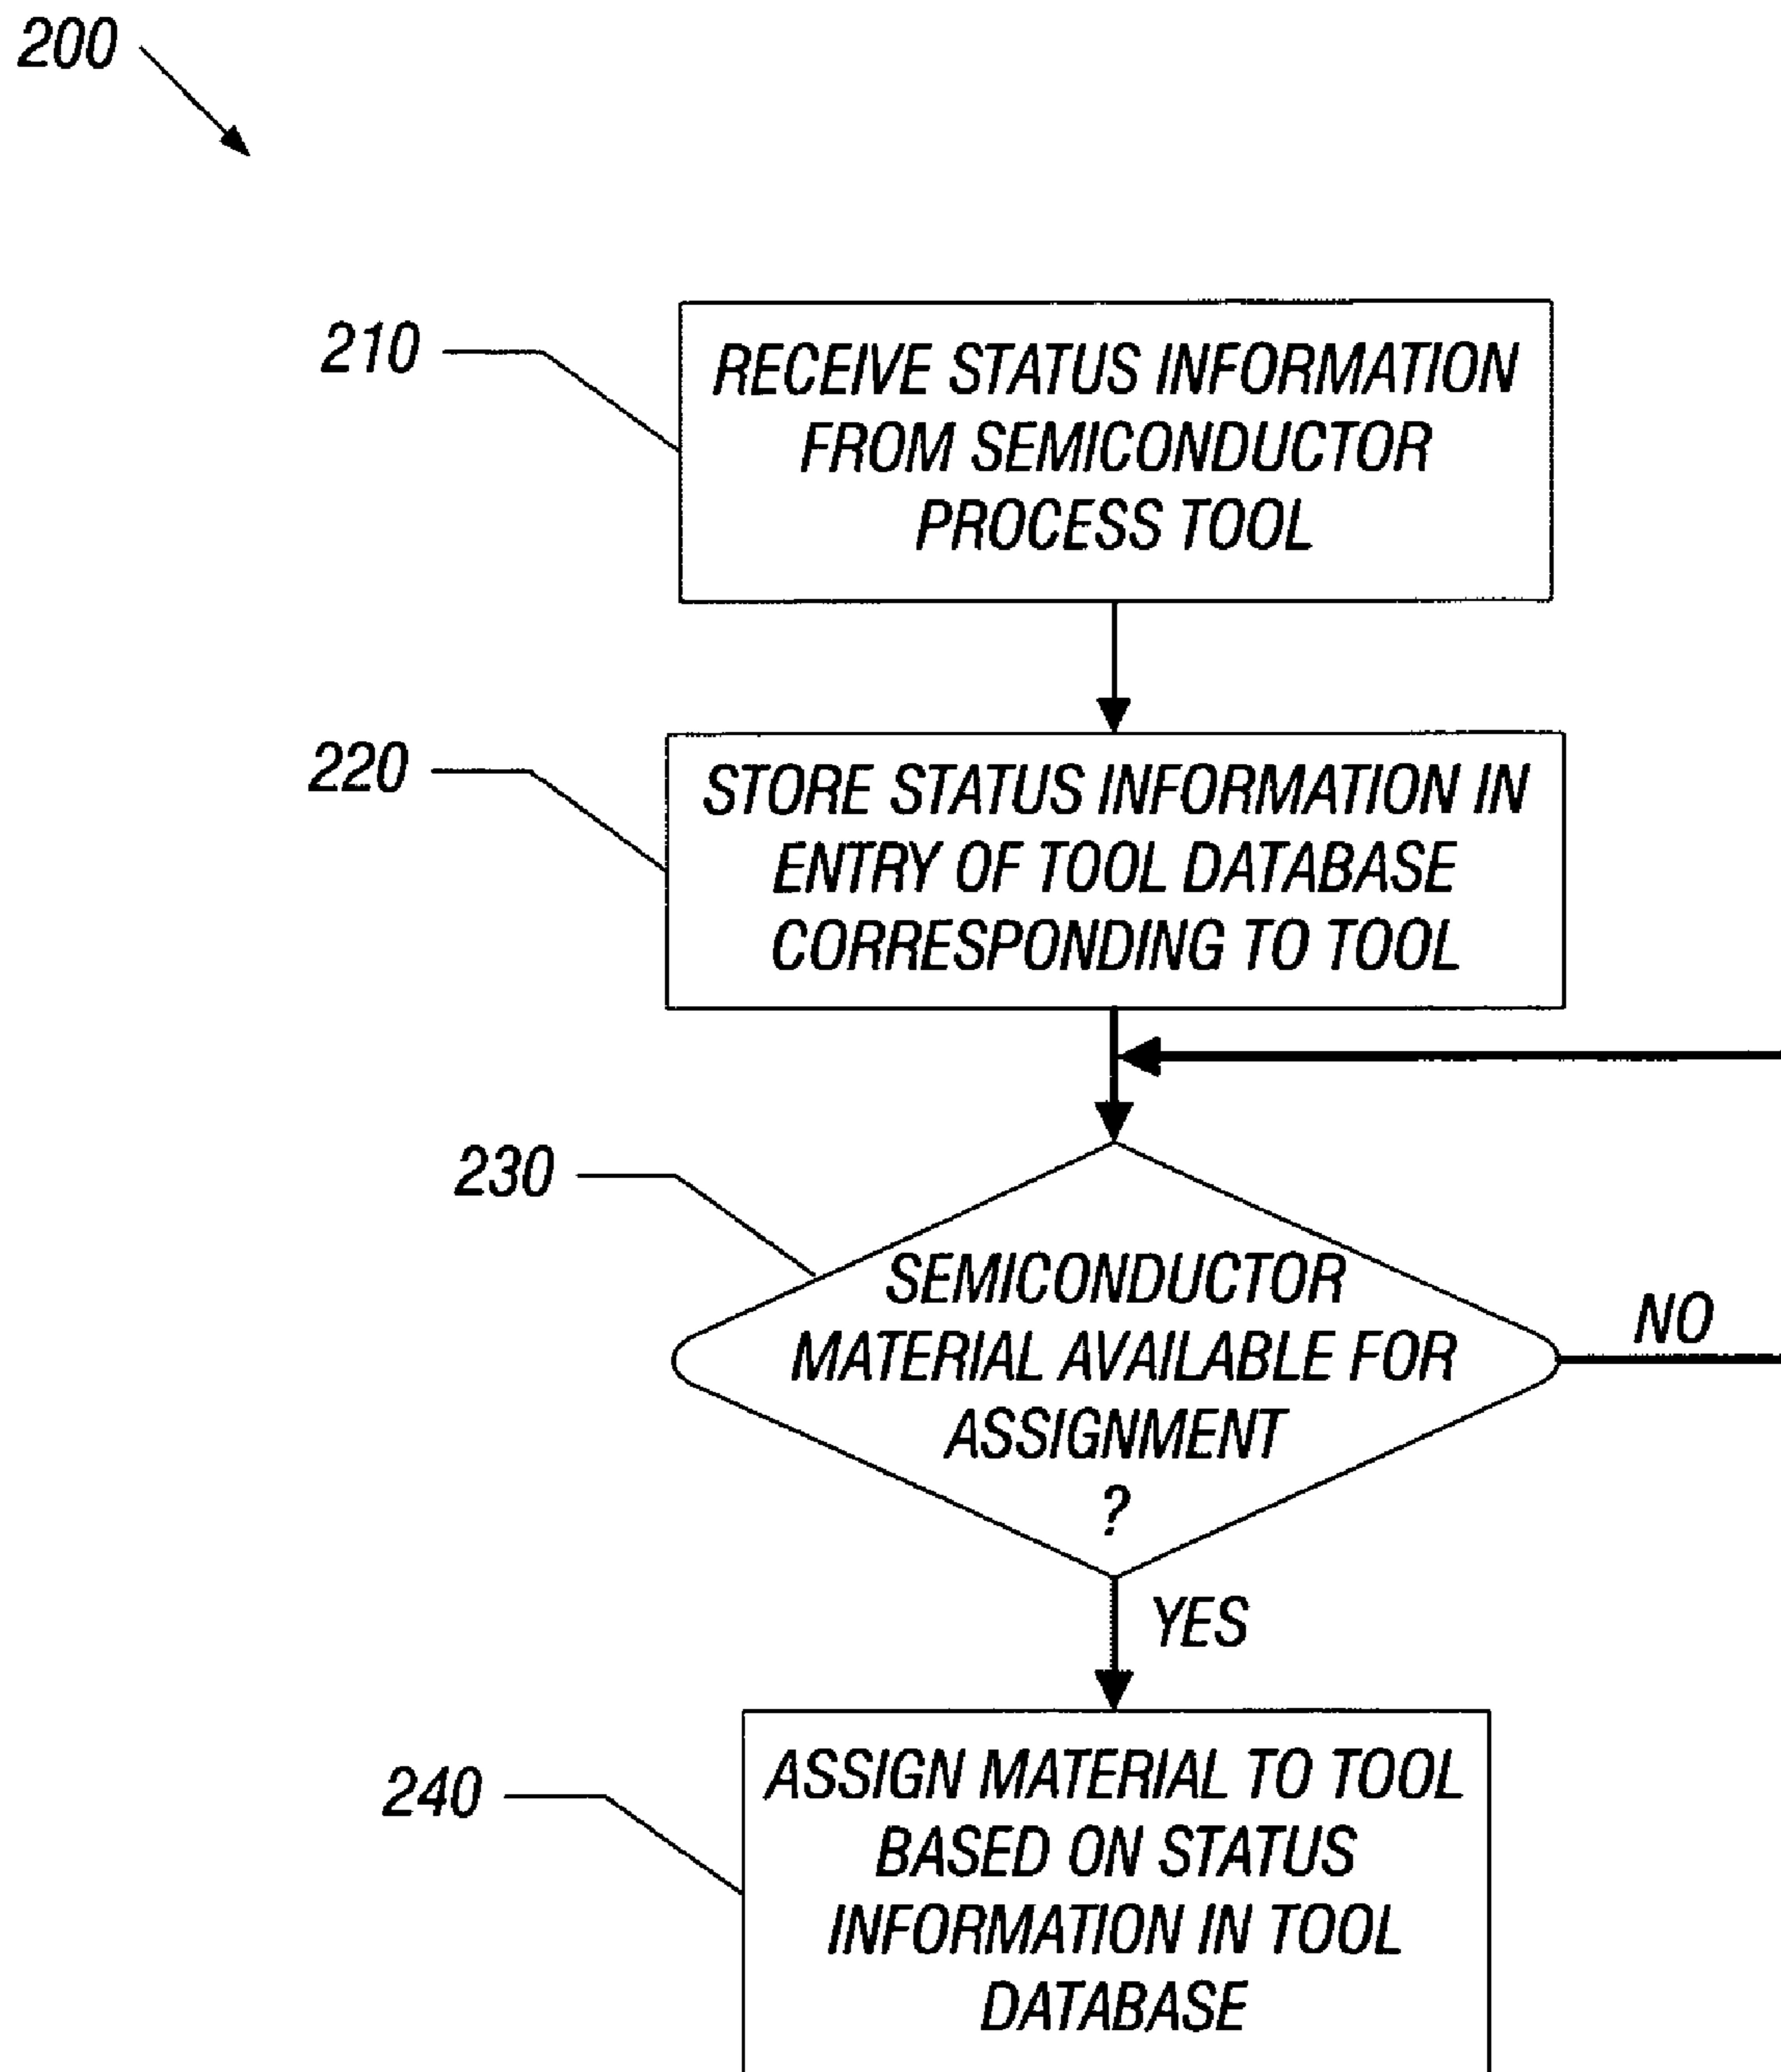 200
210
RECEIVE STATUS INFORMATION
FROM SEMICONDUCTOR
PROCESS TOOL
220
STORE STATUS INFORMATION IN
ENTRY OF TOOL DATABASE
CORRESPONDING TO TOOL
230
SEMICONDUCTOR
MATERIAL AVAILABLE FOR
ASSIGNMENT
?
NO
YES
240
ASSIGN MATERIAL TO TOOL
BASED ON STATUS
INFORMATION IN TOOL
DATABASE